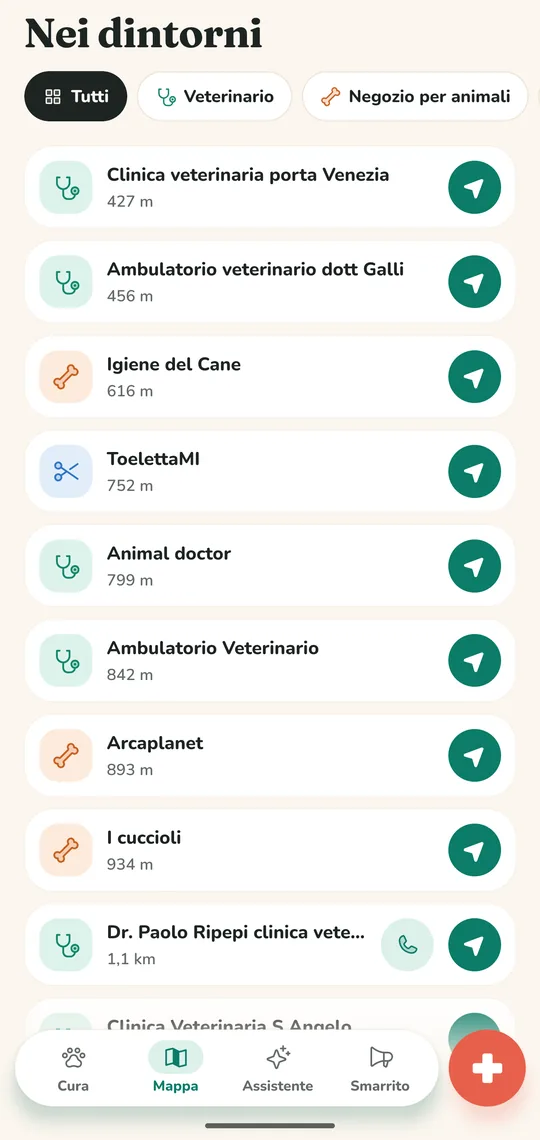 Nei dintorni
Tutti
Veterinario
Negozio per animali
Clinica veterinaria porta Venezia
427 m
Ambulatorio veterinario dott Galli
456 m
Igiene del Cane
616 m
ToelettaMI
752 m
Animal doctor
799 m
Ambulatorio Veterinario
842 m
Arcaplanet
893 m
I cuccioli
934 m
Dr. Paolo Ripepi clinica vete...
1,1 km
Clinica Veterinaria S.Angelo
Cura
Mappa
Assistente
Smarrito